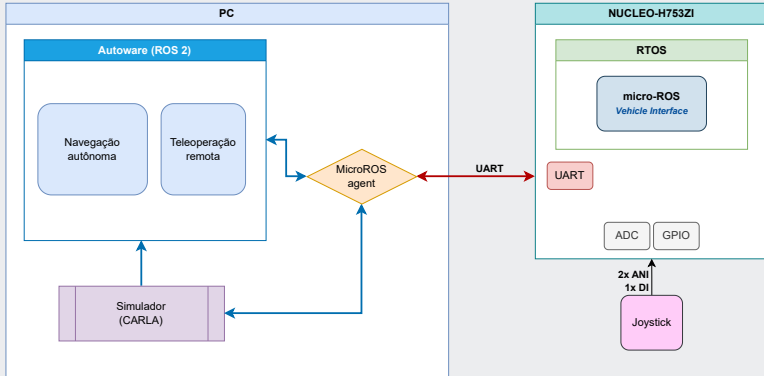 PC
Autoware (ROS 2)
Navegação
autônoma
Teleoperação
remota
MicroROS
agent
Simulador
(CARLA)
UART
NUCLEO-H753ZI
RTOS
micro-ROS
Vehicle Interface
UART
ADC
GPIO
2x ANI
1x DI
Joystick